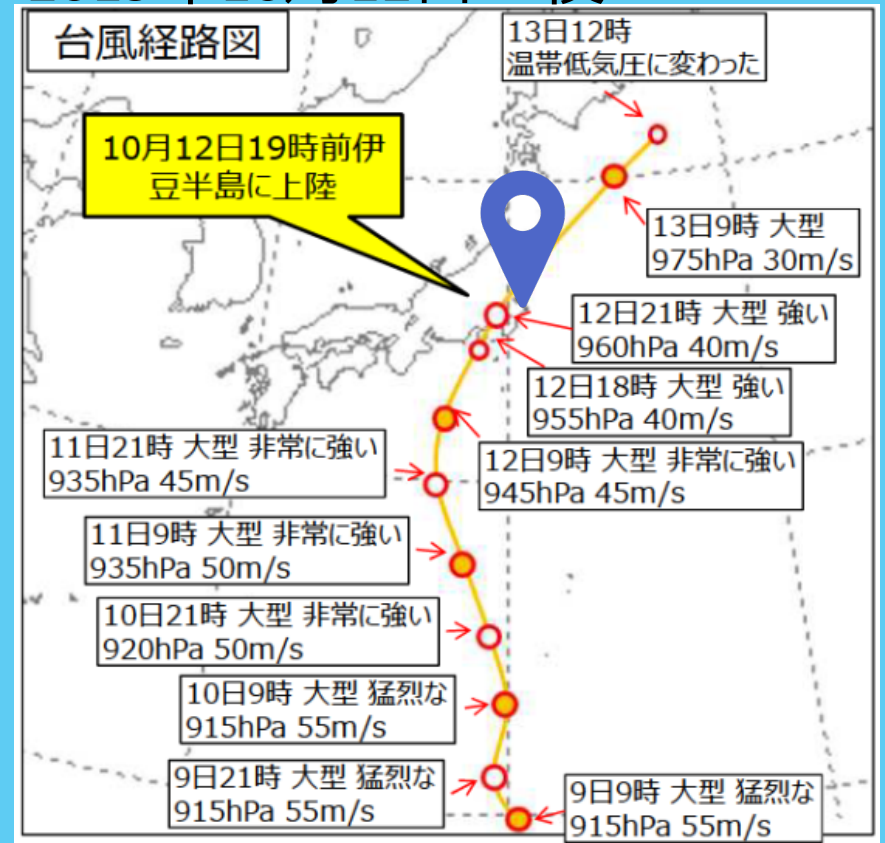 台風経路図
13日12時
温帯低気圧に変わった
10月12日19時前伊
豆半島に上陸
13日9時 大型
975hPa 30m/s
12日21時 大型 強い
960hPa 40m/s
12日18時 大型 強い
955hPa 40m/s
11日21時 大型 非常に強い
935hPa 45m/s
12日9時 大型 非常に強い
945hPa 45m/s
11日9時 大型 非常に強い
935hPa 50m/s
10日21時 大型 非常に強い
920hPa 50m/s
10日9時 大型 猛烈な
915hPa 55m/s
9日21時 大型 猛烈な
915hPa 55m/s
9日9時 大型 猛烈な
915hPa 55m/s